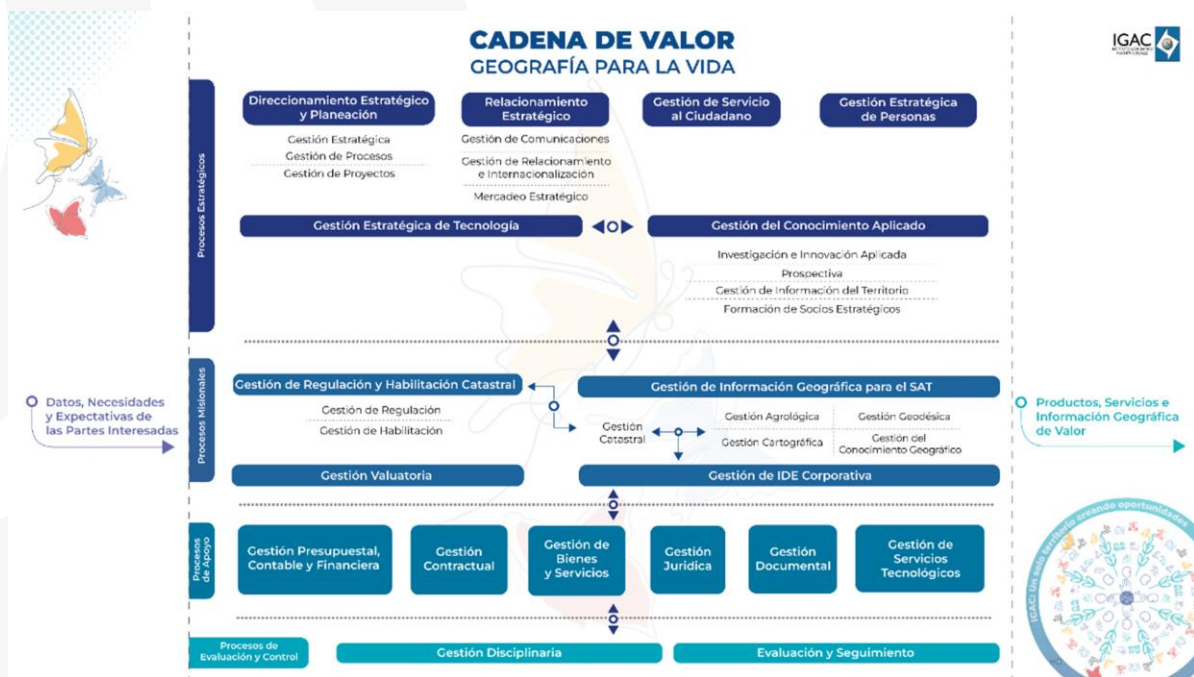 CADENA DE VALOR
GEOGRAFÍA PARA LA VIDA
IGAC
Procesos Estratégicos
Direccionamiento Estratégico
y Planeación
Gestión Estratégica
Gestión de Procesos
Gestión de Proyectos
Relacionamiento
Estratégico
Gestión de Comunicaciones
Gestión de Relacionamiento
e Internacionalización
Mercadeo Estratégico
Gestión de Servicio
al Ciudadano
Gestión Estratégica
de Personas
Gestión Estratégica de Tecnología
Gestión del Conocimiento Aplicado
Investigación e Innovación Aplicada
Prospectiva
Gestión de Información del Territorio
Formación de Socios Estratégicos
Datos, Necesidades
y Expectativas de
las Partes Interesadas
Procesos Misionales
Gestión de Regulación y Habilitación Catastral
Gestión de Regulación
Gestión de Habilitación
Gestión Valuatoria
Gestión de Información Geográfica para el SAT
Gestión
Catastral
Gestión Agrológica
Gestión Geodésica
Gestión Cartográfica
Gestión del
Conocimiento Geográfico
Gestión de IDE Corporativa
Productos, Servicios e
Información Geográfica
de Valor
Procesos
de Apoyo
Gestión Presupuestal,
Contable y Financiera
Gestión
Contractual
Gestión de
Bienes
y Servicios
Gestión
Jurídica
Gestión
Documental
Gestión de
Servicios
Tecnológicos
Procesos de
Evaluación y Control
Gestión Disciplinaria
Evaluación y Seguimiento
IGAC: Un solo territorio creando oportunidades